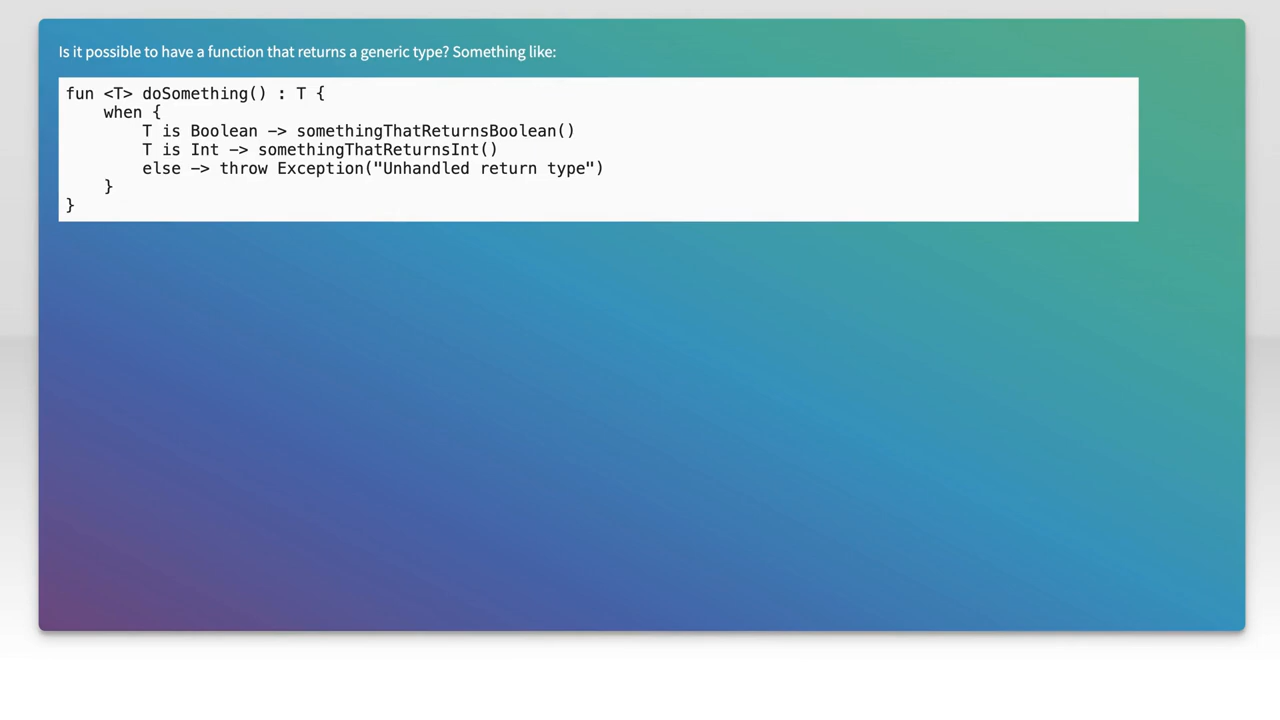 Is it possible to have a function that returns a generic type? Something like:
fun <T> doSomething() : T {
    when {
        T is Boolean -> somethingThatReturnsBoolean()
        T is Int -> somethingThatReturnsInt()
        else -> throw Exception("Unhandled return type")
    }
}